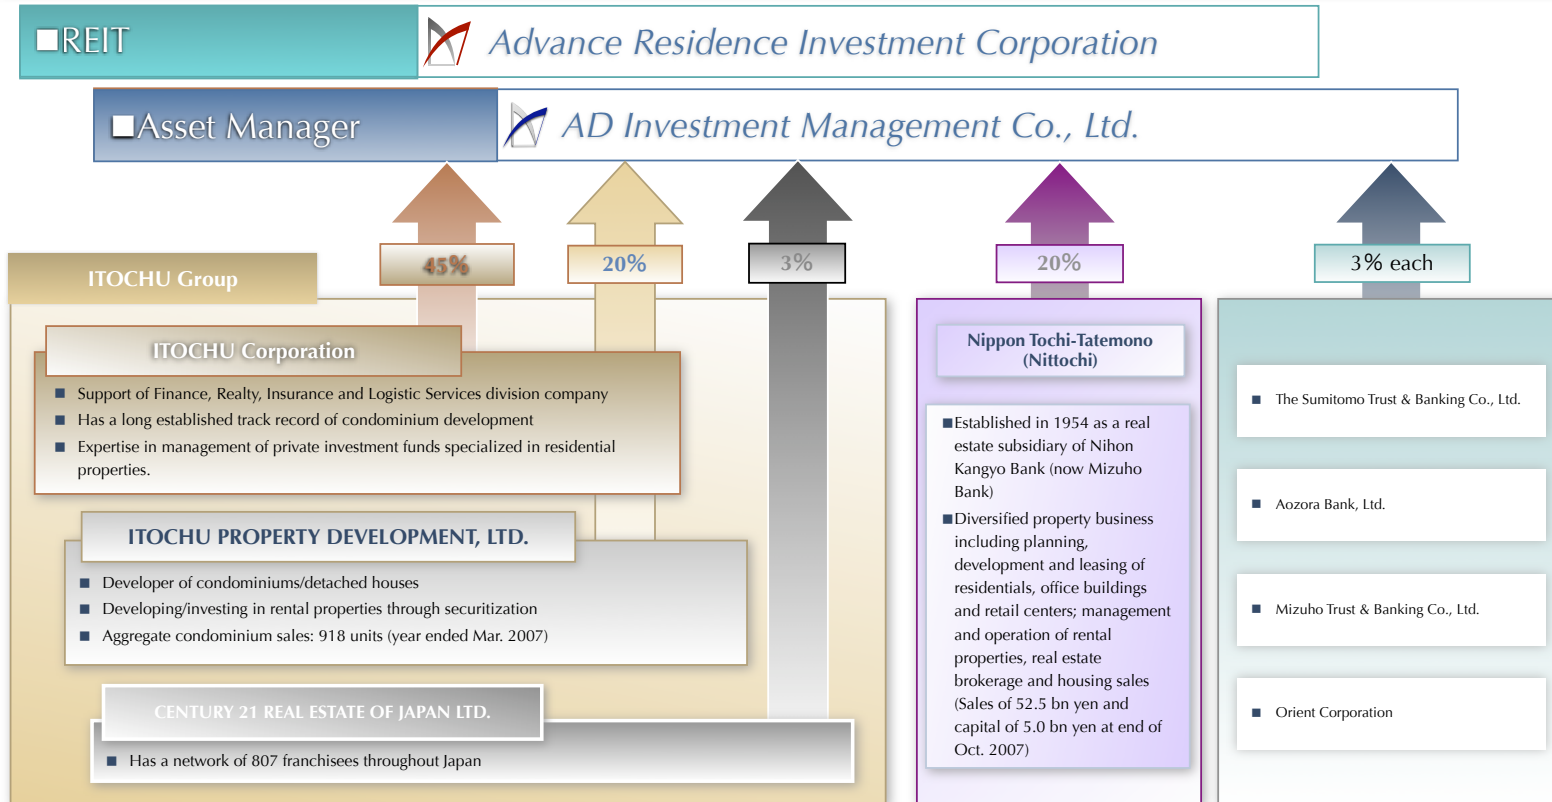 ■REIT
Advance Residence Investment Corporation
■Asset Manager
AD Investment Management Co., Ltd.
45%
20%
3%
20%
3% each
ITOCHU Group
ITOCHU Corporation
■ Support of Finance, Realty, Insurance and Logistic Services division company
■ Has a long established track record of condominium development
■ Expertise in management of private investment funds specialized in residential
properties.
ITOCHU PROPERTY DEVELOPMENT, LTD.
■ Developer of condominiums/detached houses
■ Developing/investing in rental properties through securitization
■ Aggregate condominium sales: 918 units (year ended Mar. 2007)
CENTURY 21 REAL ESTATE OF JAPAN LTD.
■ Has a network of 807 franchisees throughout Japan
Nippon Tochi-Tatemono
(Nittochi)
■Established in 1954 as a real
estate subsidiary of Nihon
Kangyo Bank (now Mizuho
Bank)
■Diversified property business
including planning,
development and leasing of
residentials, office buildings
and retail centers; management
and operation of rental
properties, real estate
brokerage and housing sales
(Sales of 52.5 bn yen and
capital of 5.0 bn yen at end of
Oct. 2007)
■ The Sumitomo Trust & Banking Co., Ltd.
■ Aozora Bank, Ltd.
■ Mizuho Trust & Banking Co., Ltd.
■ Orient Corporation